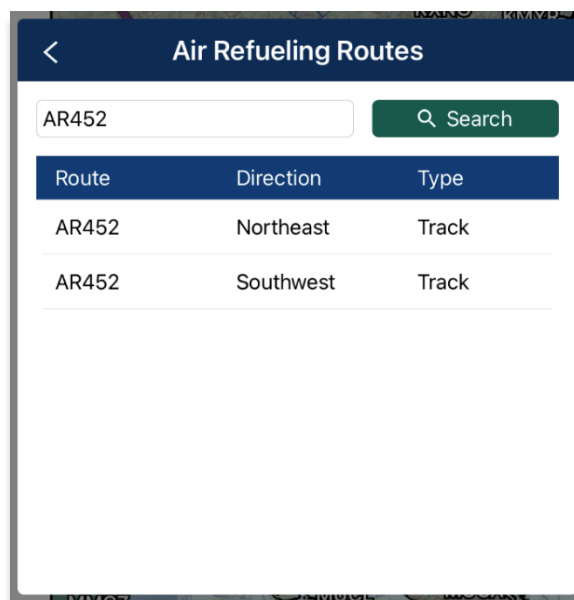 Air Refueling Routes
AR452
Search
Route Direction Type
AR452 Northeast Track
AR452 Southwest Track